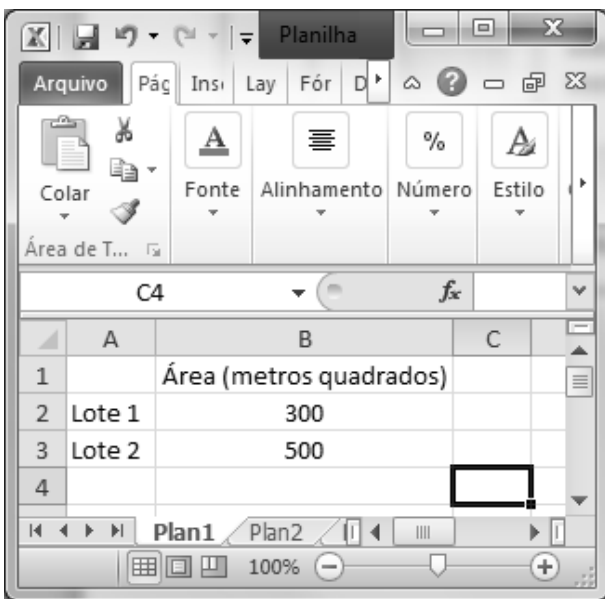 Planilha
Arquivo Pág Inse Lay Fór D
Colar Fonte Alinhamento Número Estilo
%
Área de T...
C4 fx
A B C
1 Área (metros quadrados)
2 Lote 1 300
3 Lote 2 500
4
Plan1 Plan2
100%